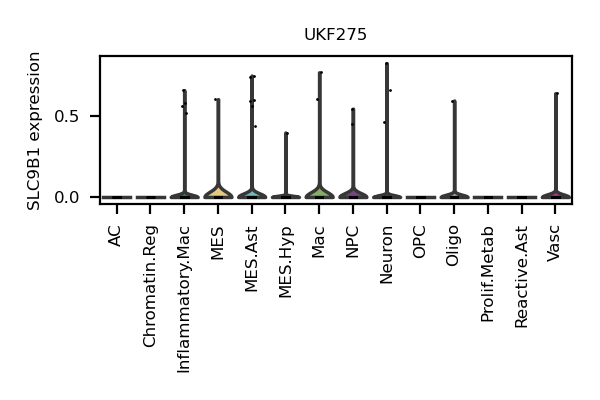 UKF275
SLC9B1 expression
0.5
0.0
AC
Chromatin.Reg
Inflammatory.Mac
MES
MES.Ast
MES.Hyp
Mac
NPC
Neuron
OPC
Oligo
Prolif.Metab
Reactive.Ast
Vasc